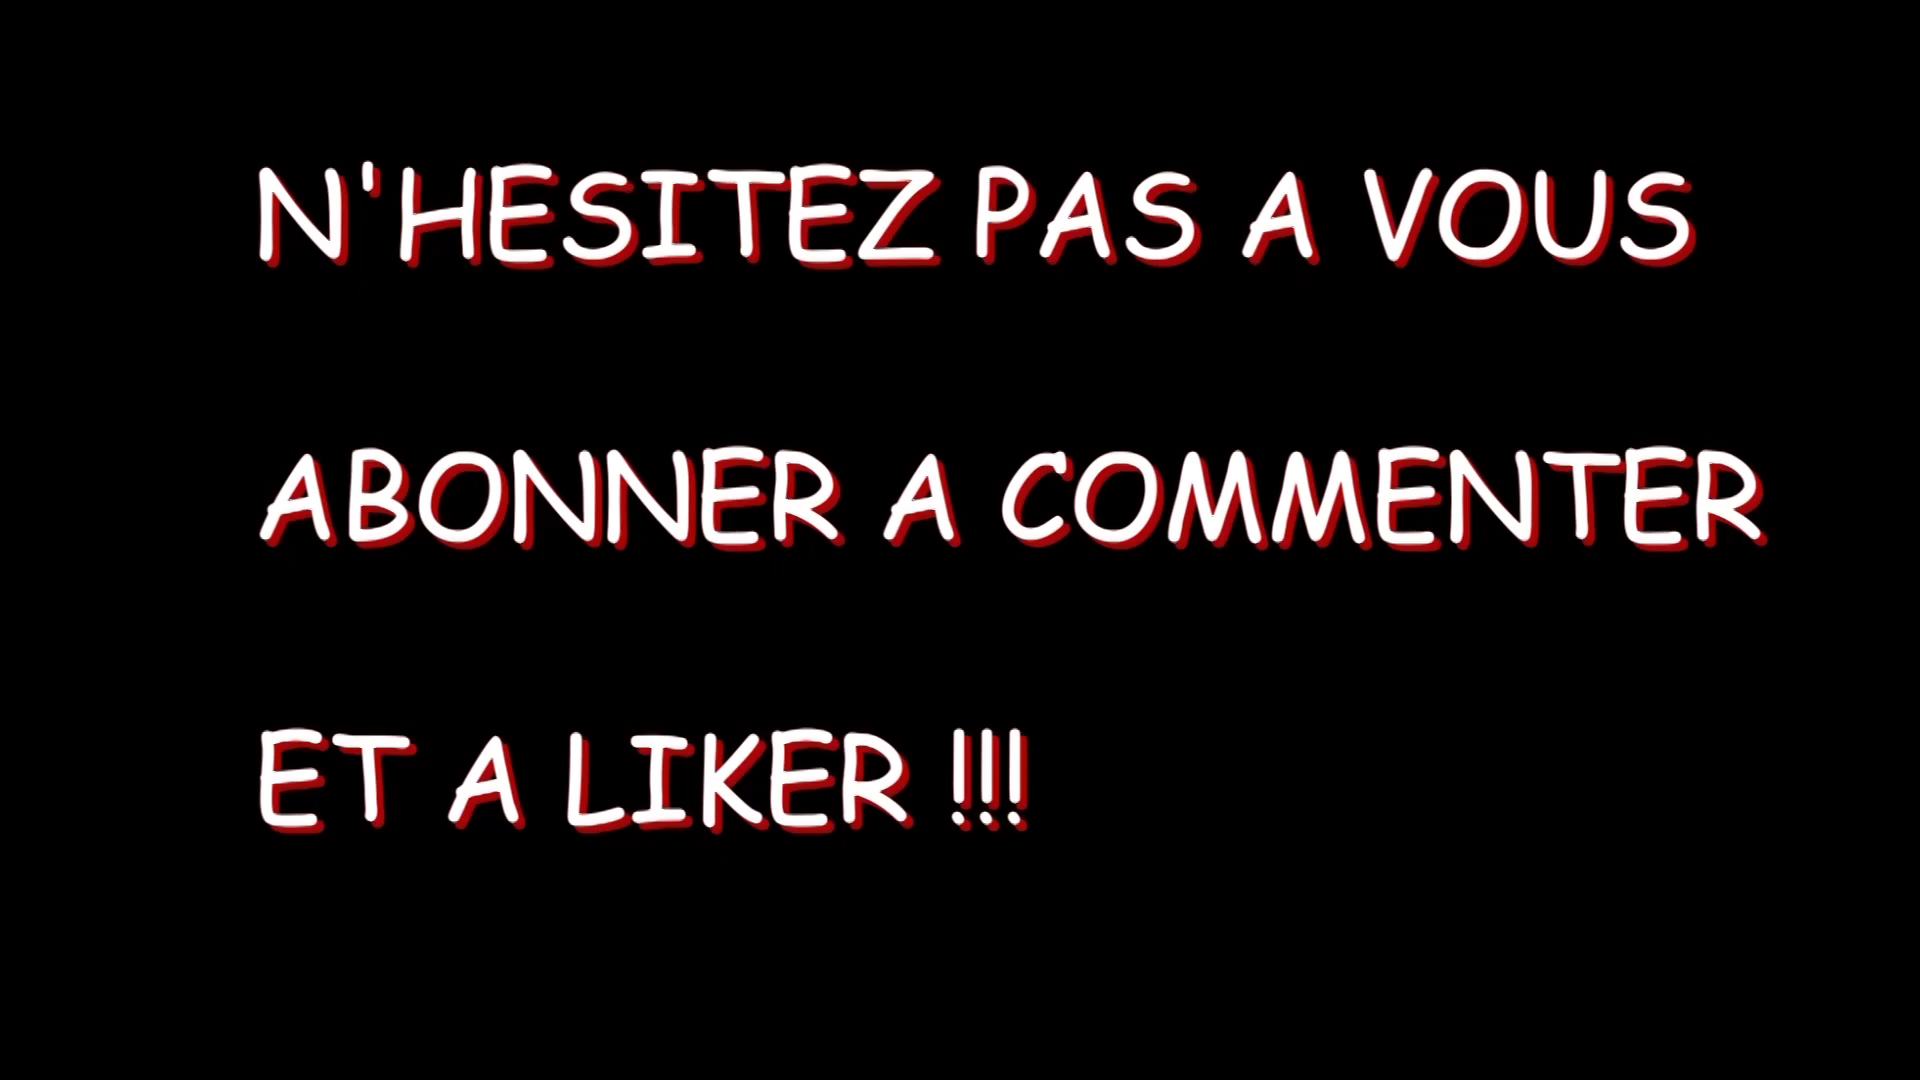 N'HESITEZ PAS A VOUS
ABONNER A COMMENTER
ET A LIKER !!!